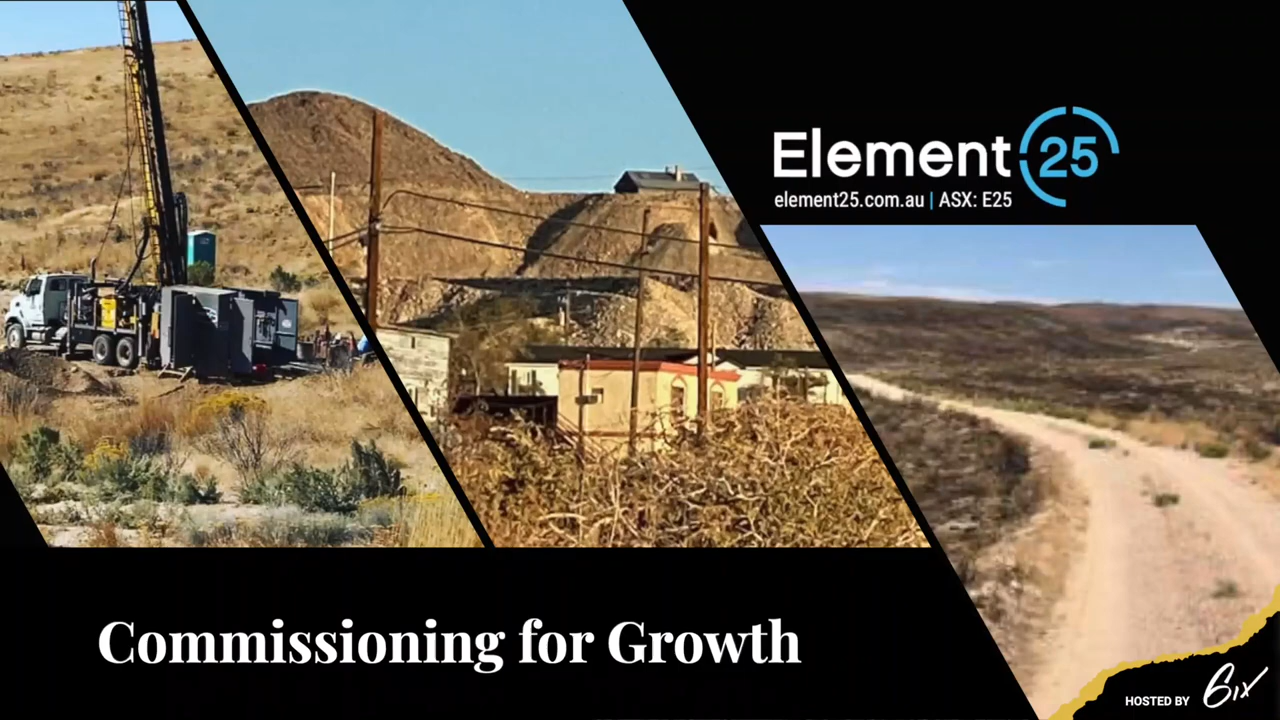 Element 25
element25.com.au | ASX: E25
Commissioning for Growth
HOSTED BY 6ix